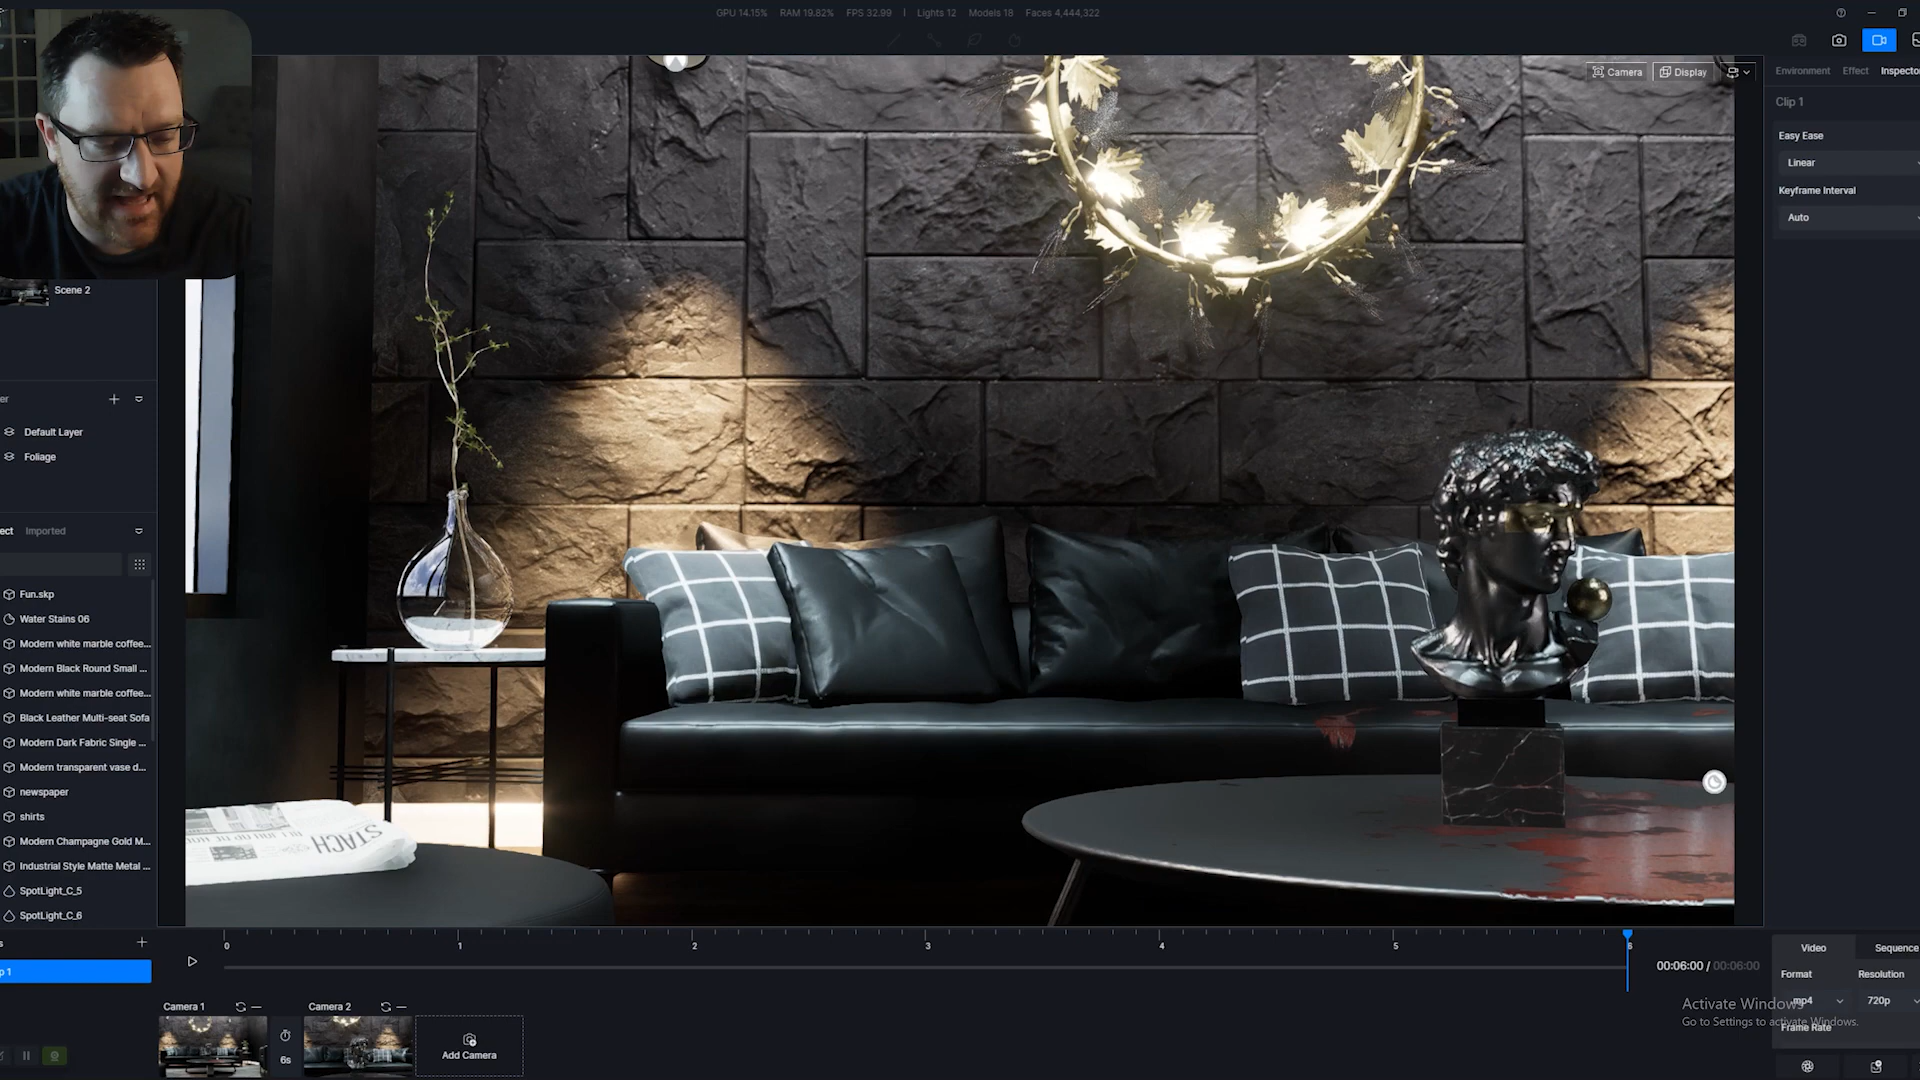 GPU 14.15% RAM 19.82% FPS 32.99 | Lights 12 Models 18 Faces 4,444,322
Camera
Display
Environment Effect Inspecto
Clip 1
Easy Ease
Linear
Keyframe Interval
Auto
Scene 2
er
Default Layer
Foliage
ect Imported
Fun.skp
Water Stains 06
Modern white marble coffee...
Modern Black Round Small ...
Modern white marble coffee...
Black Leather Multi-seat Sofa
Modern Dark Fabric Single ...
Modern transparent vase d...
newspaper
shirts
Modern Champagne Gold M...
Industrial Style Matte Metal ...
SpotLight_C_5
SpotLight_C_6
STACH
s
p 1
0 1 2 3 4 5 6
00:06:00 / 00:06:00
Camera 1
6s
Camera 2
Add Camera
Video Sequence
Format Resolution
mp4 720p
Frame Rate
Activate Windows
Go to Settings to activate Windows.